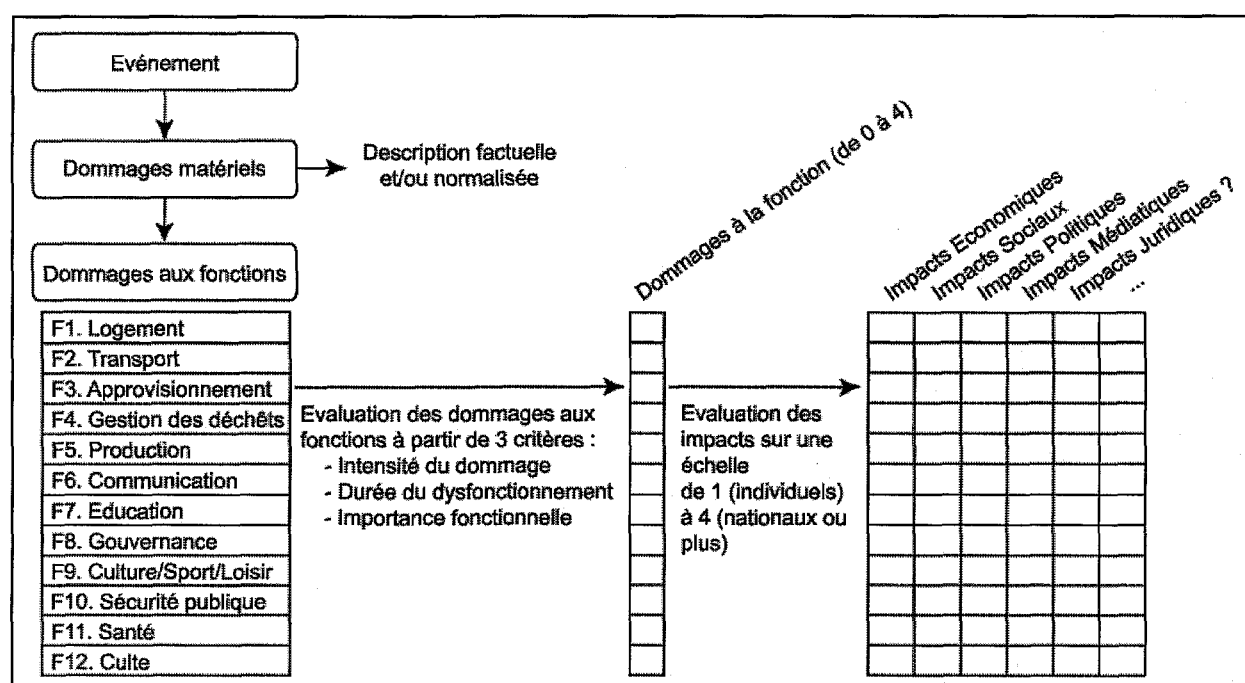 Evénement
Dommages matériels
Description factuelle
et/ou normalisée
Dommages aux fonctions
F1. Logement
F2. Transport
F3. Approvisionnement
F4. Gestion des déchêts
F5. Production
F6. Communication
F7. Education
F8. Gouvernance
F9. Culture/Sport/Loisir
F10. Sécurité publique
F11. Santé
F12. Culte
Evaluation des dommages aux
fonctions à partir de 3 critères :
- Intensité du dommage
- Durée du dysfonctionnement
- Importance fonctionnelle
Dommages à la fonction (de 0 à 4)
Evaluation des
impacts sur une
échelle
de 1 (individuels)
à 4 (nationaux ou
plus)
Impacts Economiques
Impacts Sociaux
Impacts Politiques
Impacts Médiatiques
Impacts Juridiques ?
...